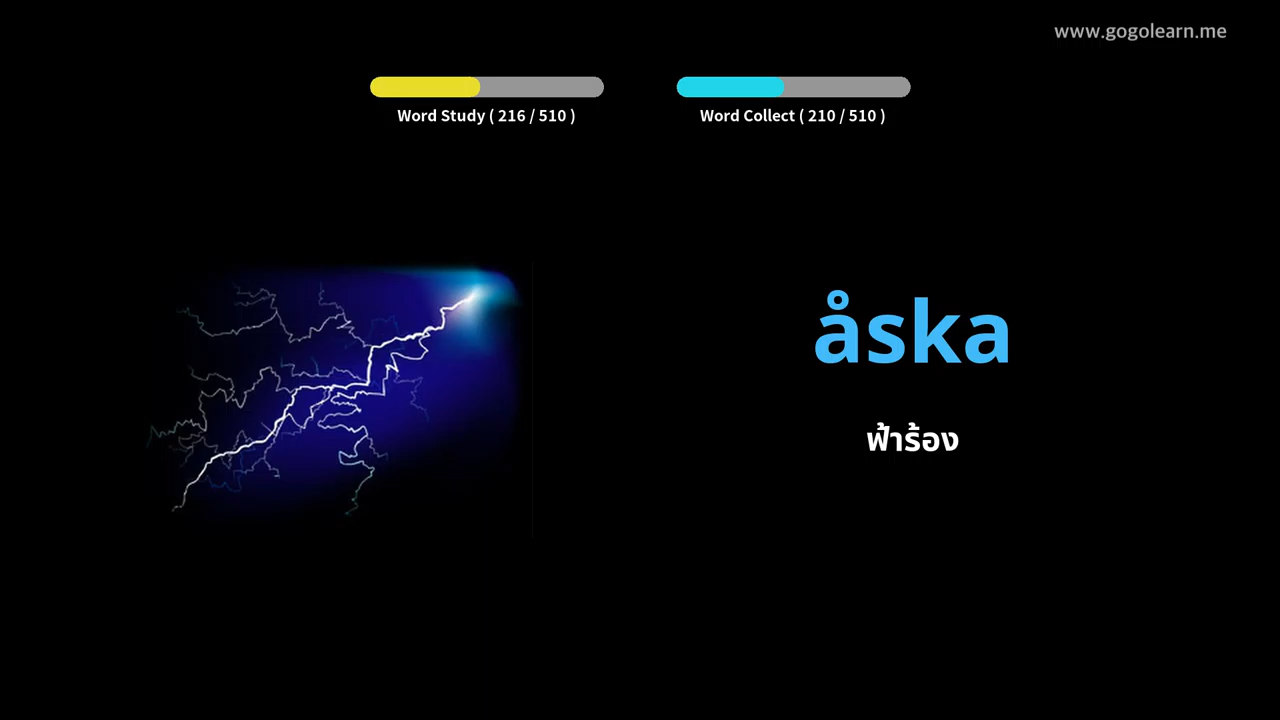 www.gogolearn.me
Word Study ( 216 / 510 )
Word Collect ( 210 / 510 )
åska
ฟ้าร้อง